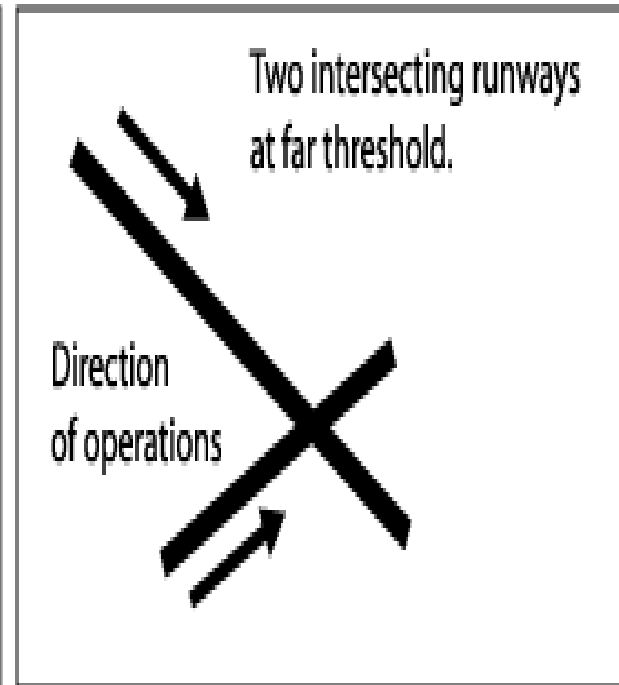 Two intersecting runways
at far threshold.
Direction
of operations